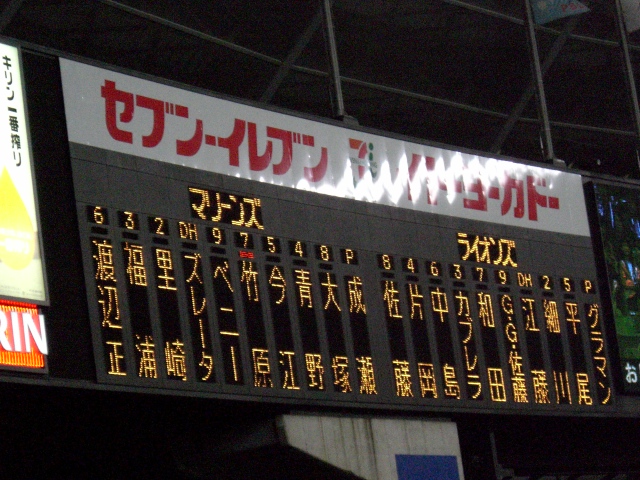 キリン一番搾り
RIN
セブン-イレブン
イトーヨーカドー
マリーンズ
6 3 2 DH 9 7 5 4 8 P
渡辺正
福浦
里崎
ズレータ
ベニー
竹原
今江
青野
大塚
成瀬
ライオンズ
8 4 6 3 7 9 DH 2 5 P
佐藤
片岡
中島
カブレラ
和田
GG佐藤
江藤
細川
平尾
グラマン
お